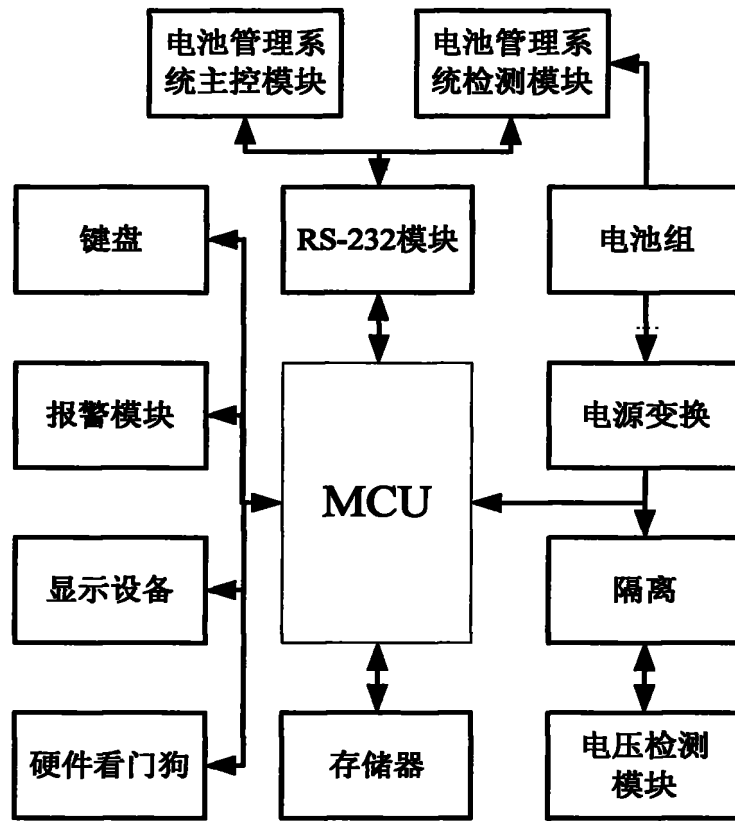 电池管理系
统主控模块
电池管理系
统检测模块
键盘
RS-232模块
电池组
报警模块
MCU
电源变换
显示设备
隔离
硬件看门狗
存储器
电压检测
模块